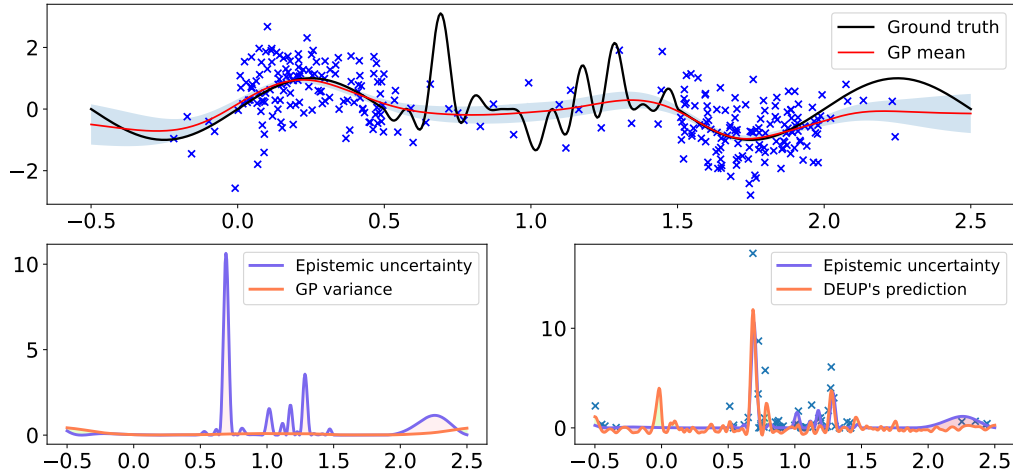 Ground truth
GP mean
2
0
−2
−0.5 0.0 0.5 1.0 1.5 2.0 2.5
Epistemic uncertainty
GP variance
10
5
0
−0.5 0.0 0.5 1.0 1.5 2.0 2.5
Epistemic uncertainty
DEUP's prediction
10
0
−0.5 0.0 0.5 1.0 1.5 2.0 2.5